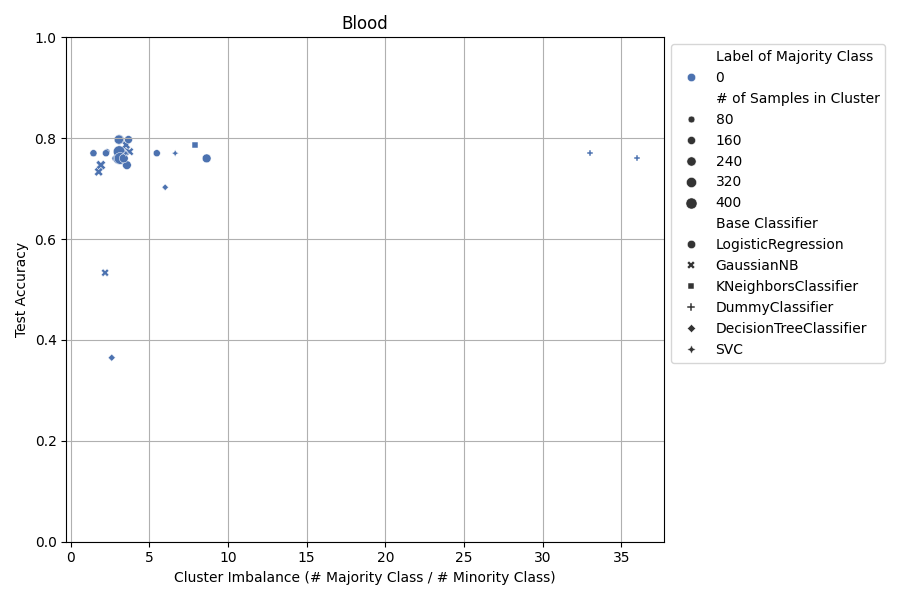 Blood
Test Accuracy
1.0
0.8
0.6
0.4
0.2
0.0
0 5 10 15 20 25 30 35
Cluster Imbalance (# Majority Class / # Minority Class)
Label of Majority Class
0
# of Samples in Cluster
80
160
240
320
400
Base Classifier
LogisticRegression
GaussianNB
KNeighborsClassifier
DummyClassifier
DecisionTreeClassifier
SVC